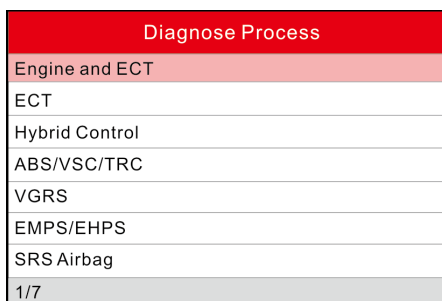 Diagnose Process
Engine and ECT
ECT
Hybrid Control
ABS/VSC/TRC
VGRS
EMPS/EHPS
SRS Airbag
1/7